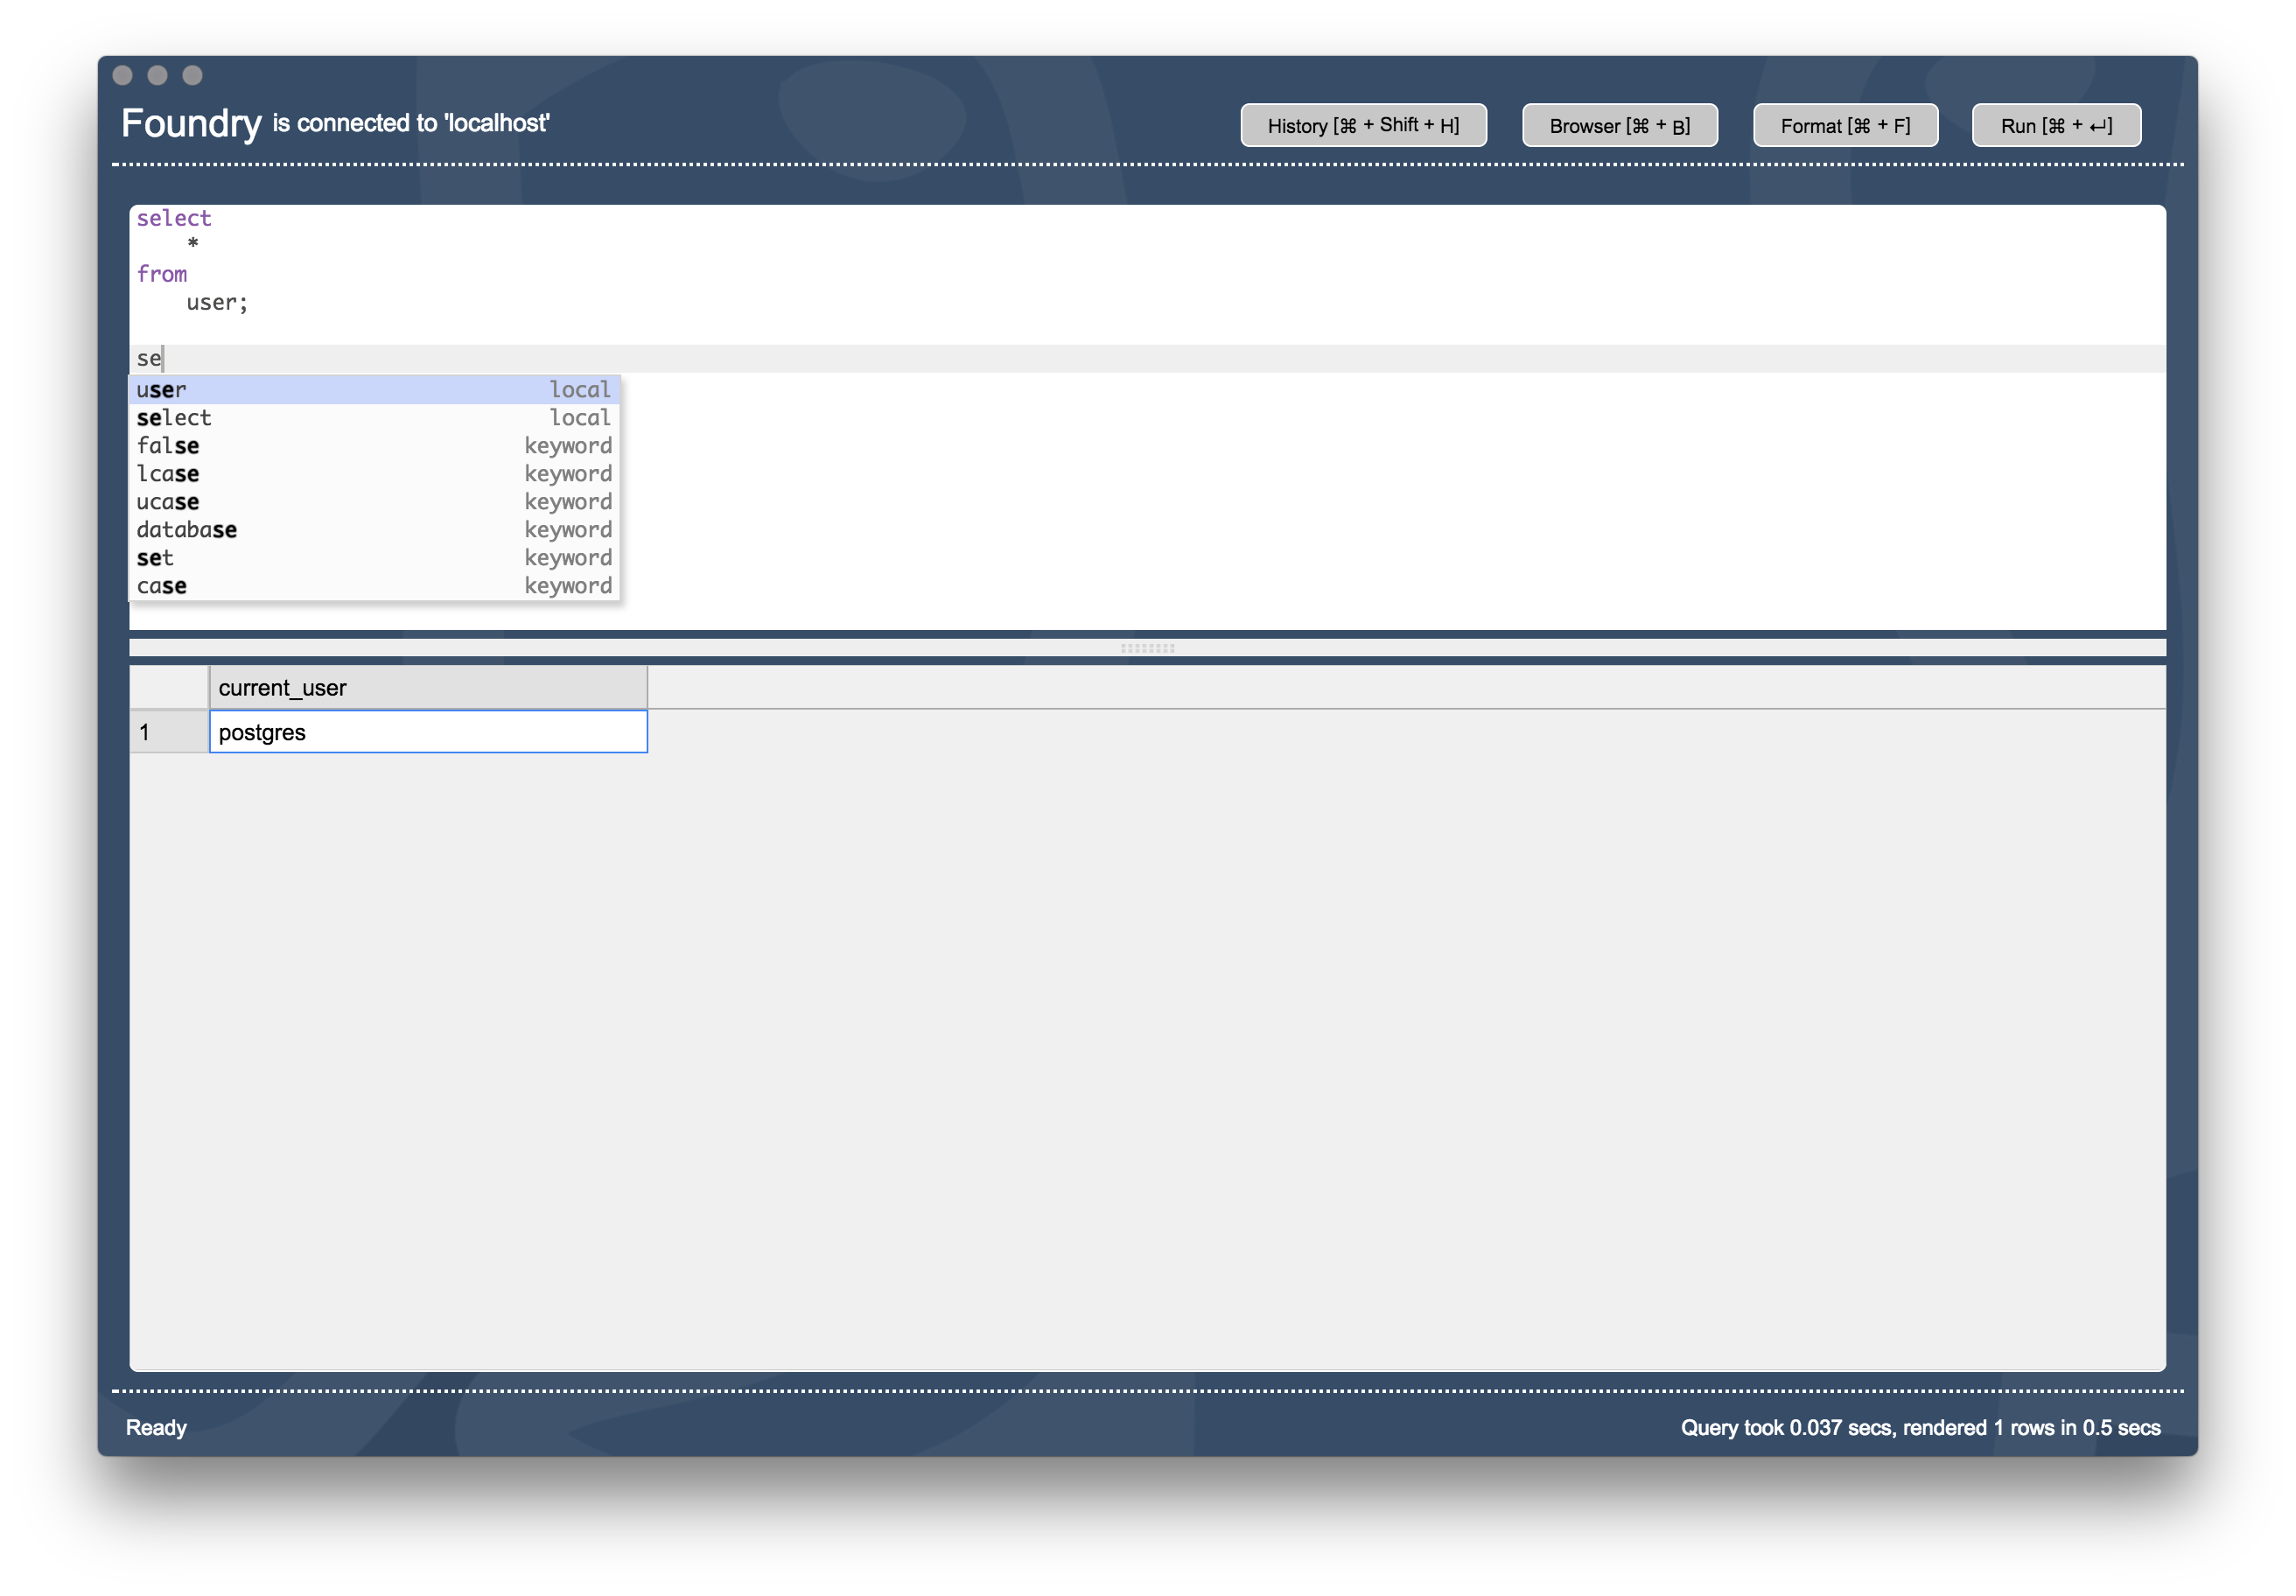 Foundry is connected to 'localhost'
History [⌘ + Shift + H]
Browser [⌘ + B]
Format [⌘ + F]
Run [⌘ + ↵]
select
    *
from
    user;
se
user local
select local
false keyword
lcase keyword
ucase keyword
database keyword
set keyword
case keyword
current_user
1 postgres
Ready
Query took 0.037 secs, rendered 1 rows in 0.5 secs